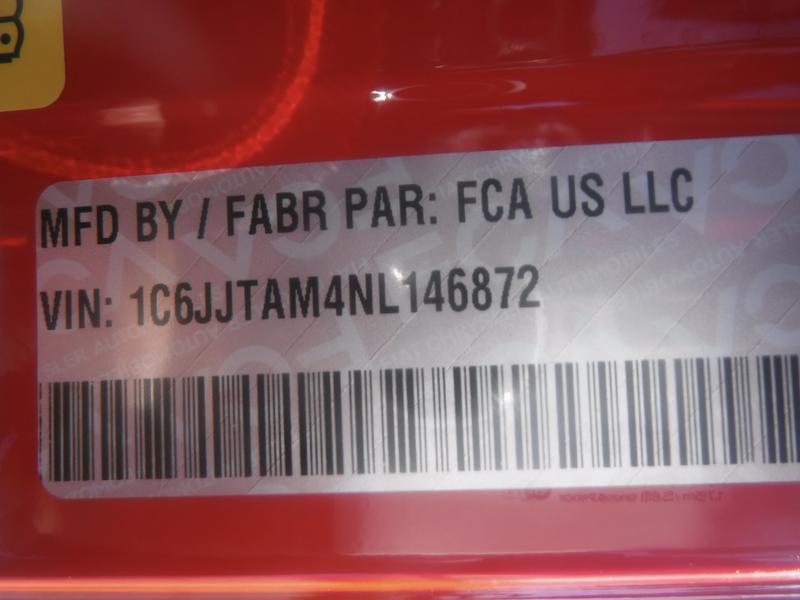 MFD BY / FABR PAR: FCA US LLC
VIN: 1C6JJTAM4NL146872